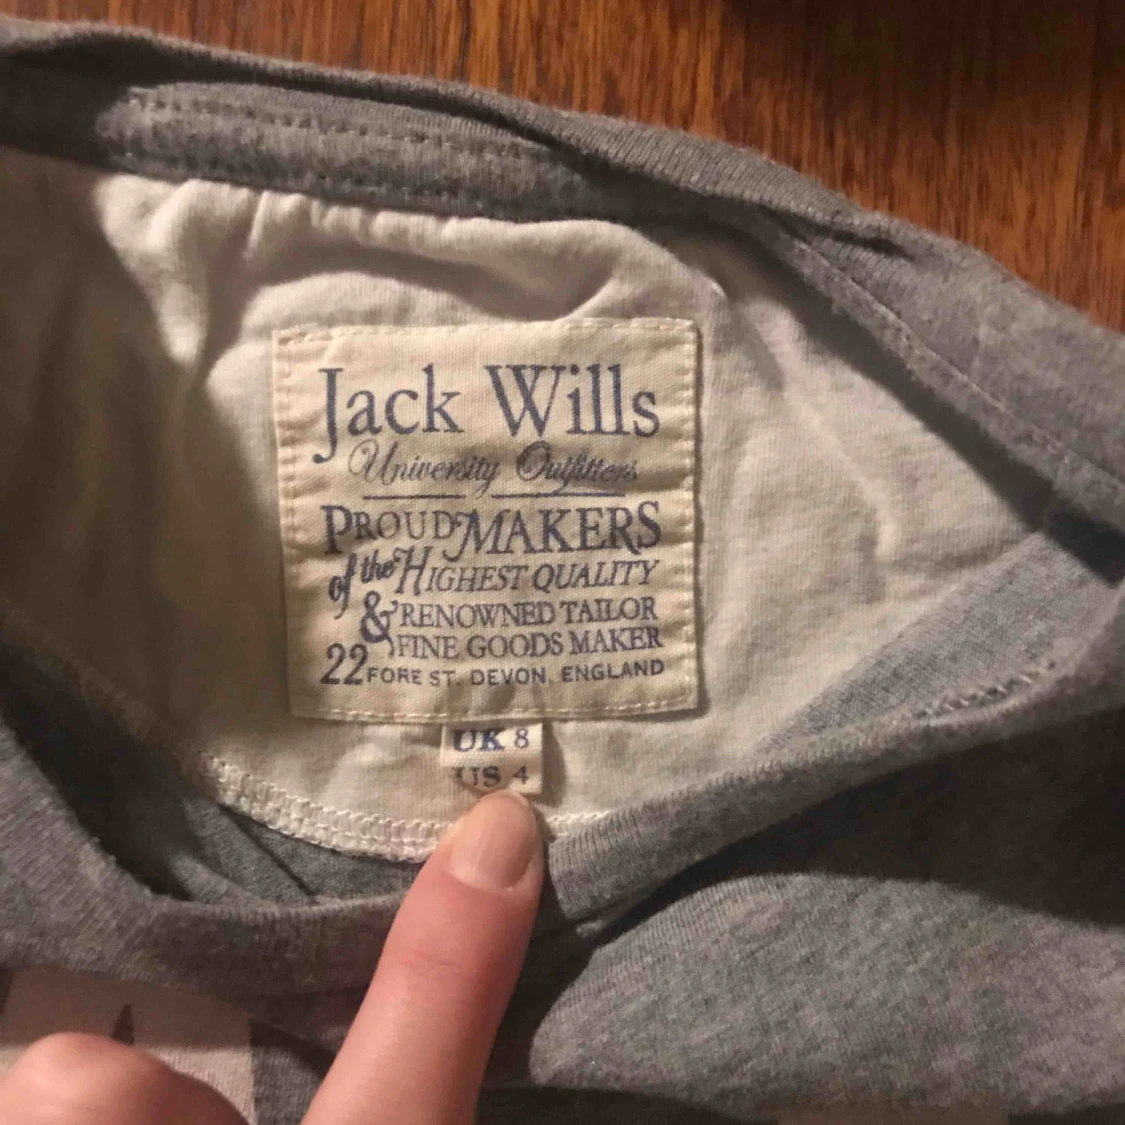 Jack Wills
University Outfitters
PROUD MAKERS
of the HIGHEST QUALITY
& RENOWNED TAILOR
FINE GOODS MAKER
22 FORE ST. DEVON, ENGLAND
UK 8
US 4